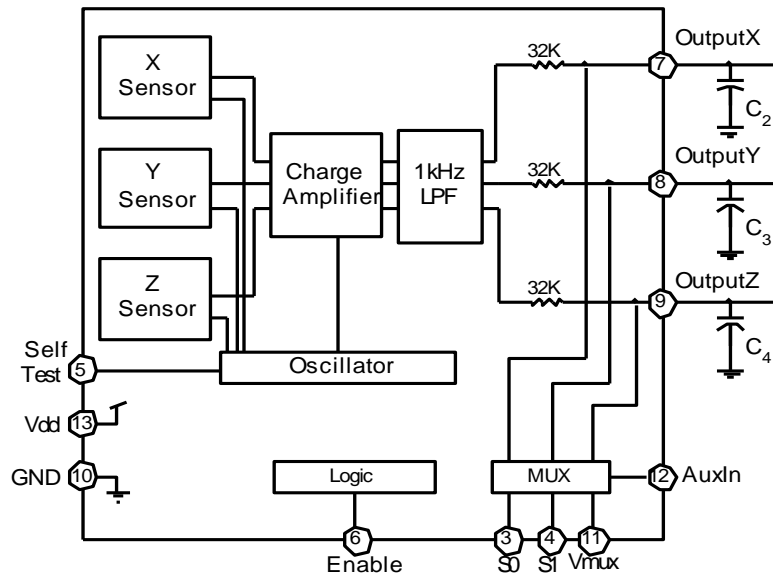 X
Sensor
Y
Sensor
Z
Sensor
Charge
Amplifier
1kHz
LPF
32K
32K
32K
7
OutputX
C2
8
OutputY
C3
9
OutputZ
C4
Self
Test
5
Oscillator
Vdd
13
GND
10
Logic
MUX
12
AuxIn
6
Enable
3
S0
4
S1
11
Vmux